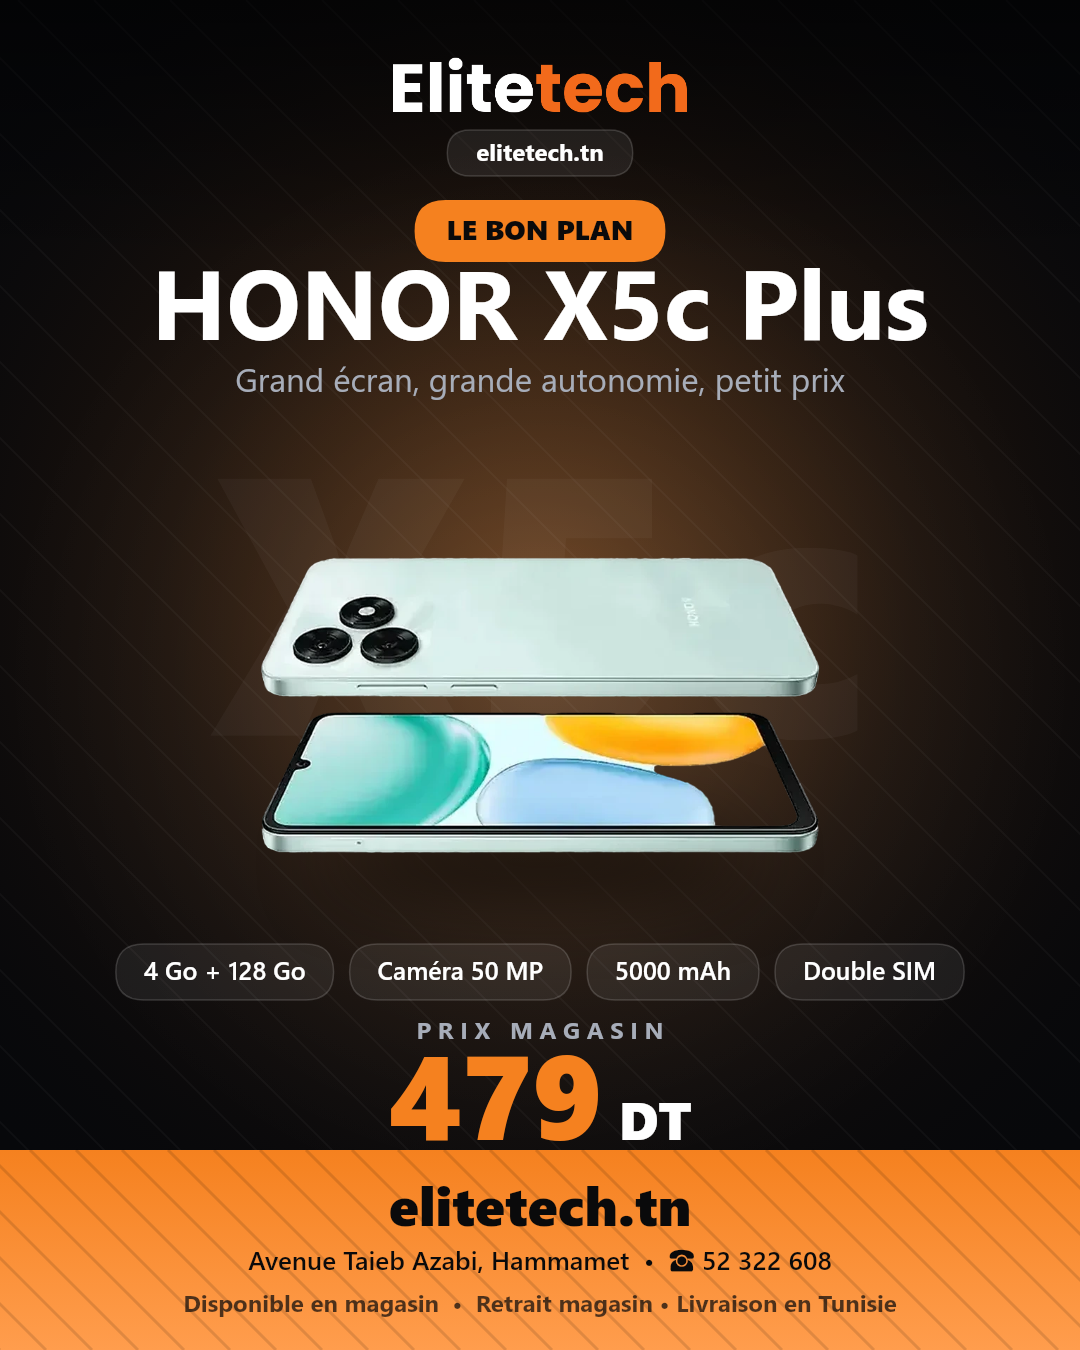 Elitetech
elitetech.tn
LE BON PLAN
HONOR X5c Plus
Grand écran, grande autonomie, petit prix
X5c
HONOR
4 Go + 128 Go
Caméra 50 MP
5000 mAh
Double SIM
PRIX MAGASIN
479 DT
elitetech.tn
Avenue Taieb Azabi, Hammamet • ☎ 52 322 608
Disponible en magasin • Retrait magasin • Livraison en Tunisie